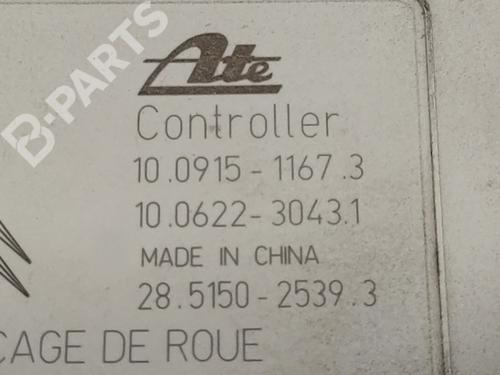 B-PARTS
Ate
Controller
10.0915-1167.3
10.0622-3043.1
MADE IN CHINA
28.5150-2539.3
CAGE DE ROUE